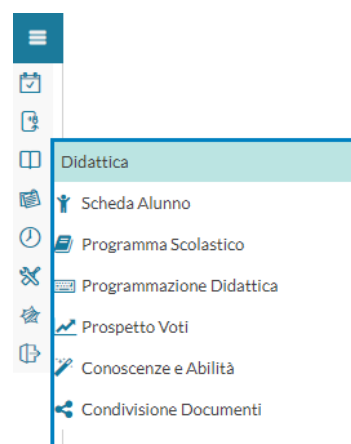 Didattica
Scheda Alunno
Programma Scolastico
Programmazione Didattica
Prospetto Voti
Conoscenze e Abilità
Condivisione Documenti